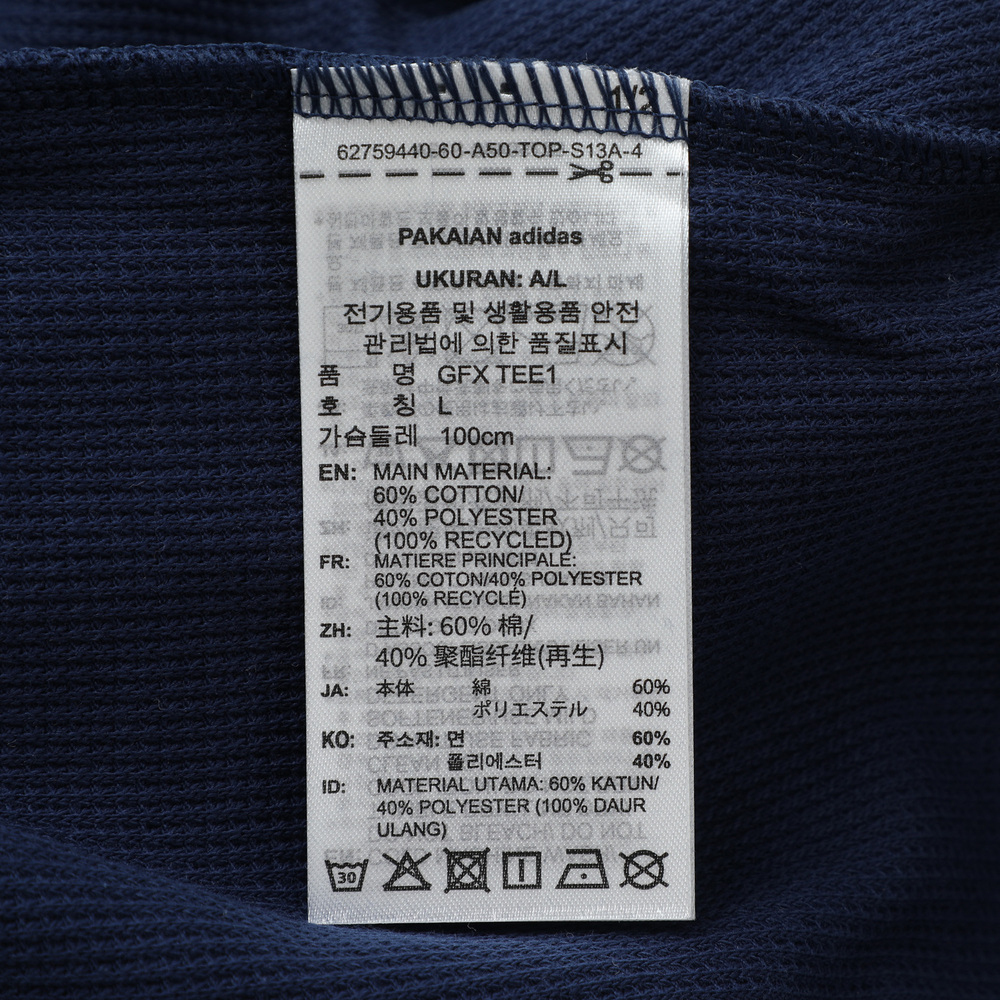 1/2
62759440-60-A50-TOP-S13A-4
PAKAIAN adidas
UKURAN: A/L
전기용품 및 생활용품 안전
관리법에 의한 품질표시
품 명 GFX TEE1
호 칭 L
가슴둘레 100cm
EN: MAIN MATERIAL:
60% COTTON/
40% POLYESTER
(100% RECYCLED)
FR: MATIERE PRINCIPALE:
60% COTON/40% POLYESTER
(100% RECYCLÉ)
ZH: 主料: 60% 棉/
40% 聚酯纤维(再生)
JA: 本体 綿 60%
ポリエステル 40%
KO: 주소재: 면 60%
폴리에스터 40%
ID: MATERIAL UTAMA: 60% KATUN/
40% POLYESTER (100% DAUR
ULANG)
30